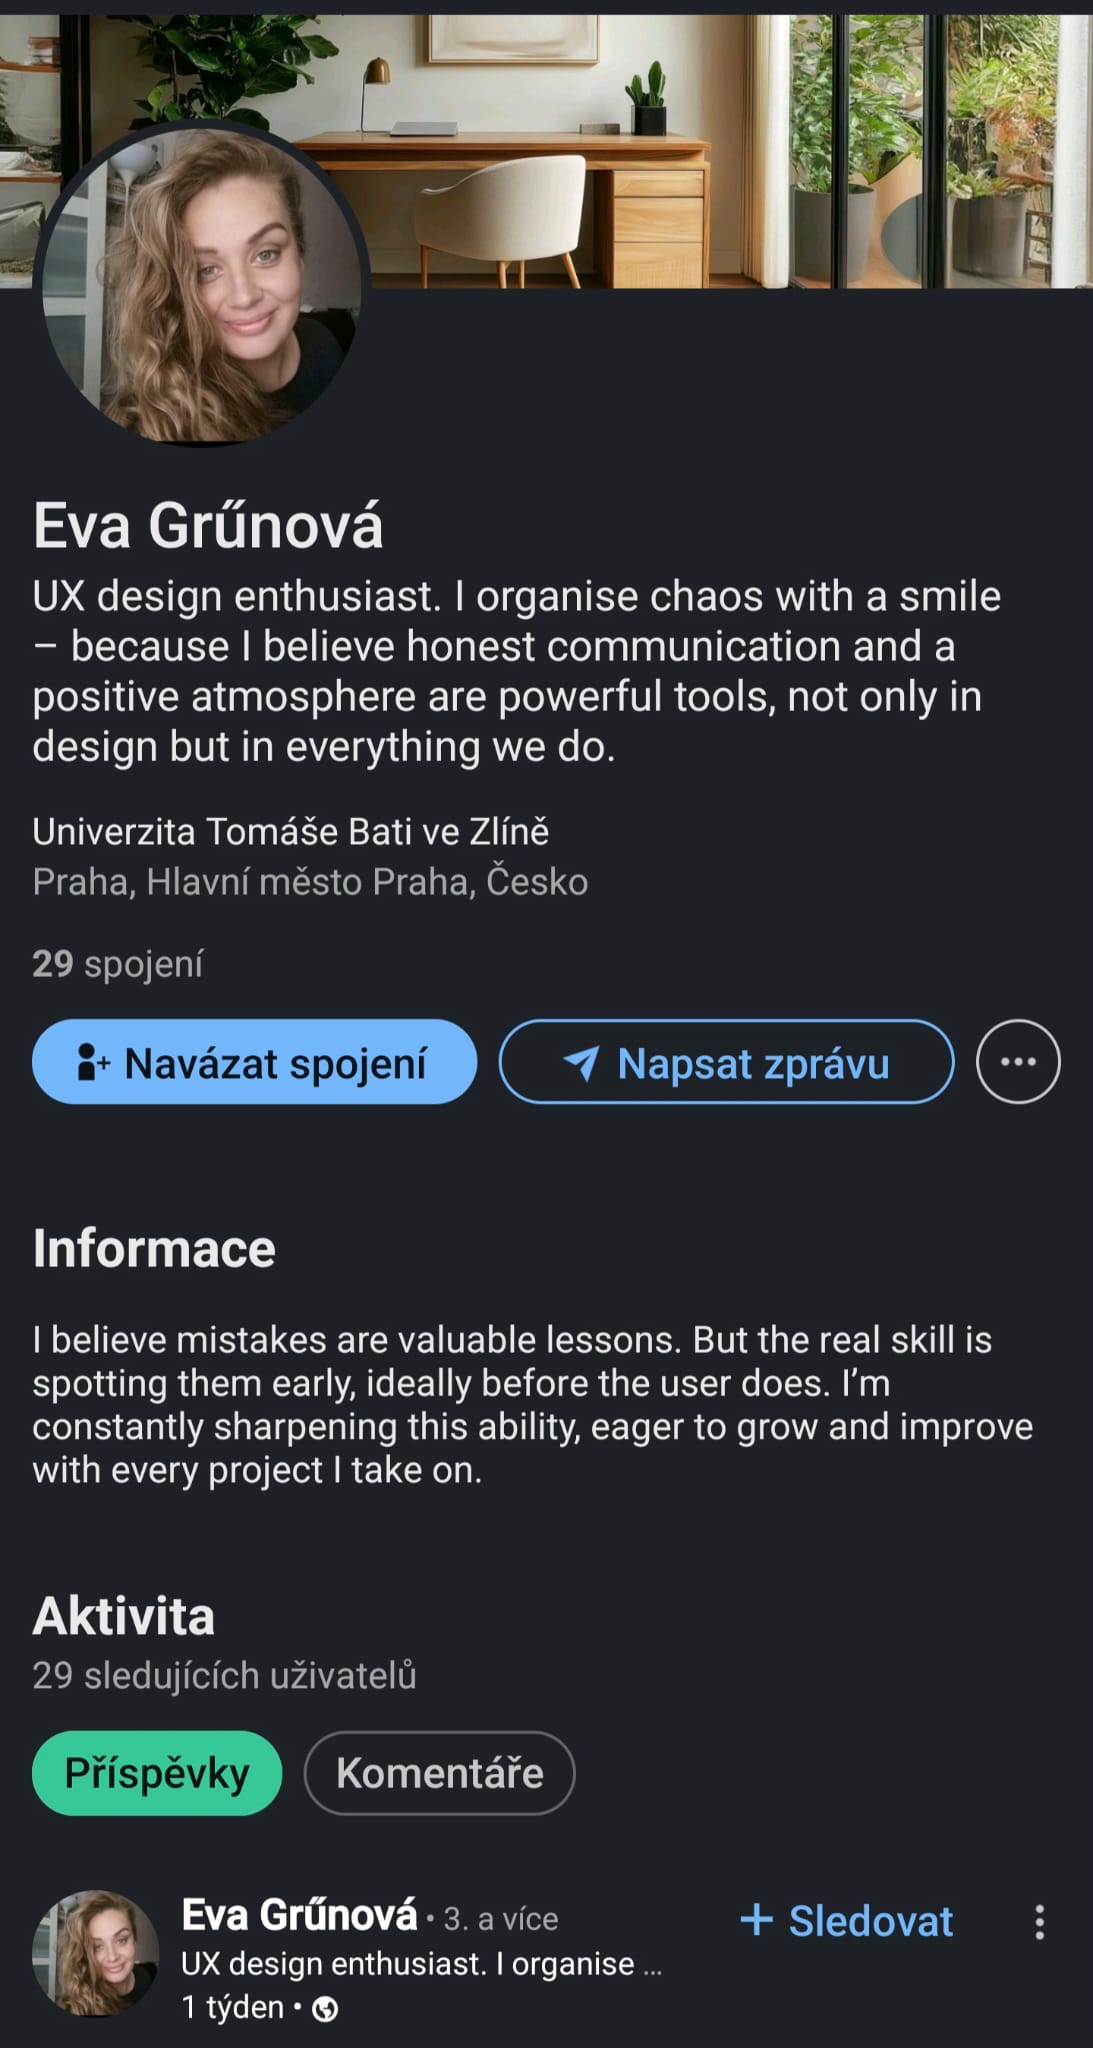 Eva Grűnová
UX design enthusiast. I organise chaos with a smile
– because I believe honest communication and a
positive atmosphere are powerful tools, not only in
design but in everything we do.
Univerzita Tomáše Bati ve Zlíně
Praha, Hlavní město Praha, Česko
29 spojení
Navázat spojení
Napsat zprávu
Informace
I believe mistakes are valuable lessons. But the real skill is
spotting them early, ideally before the user does. I’m
constantly sharpening this ability, eager to grow and improve
with every project I take on.
Aktivita
29 sledujících uživatelů
Příspěvky
Komentáře
Eva Grűnová • 3. a více
+ Sledovat
UX design enthusiast. I organise ...
1 týden •